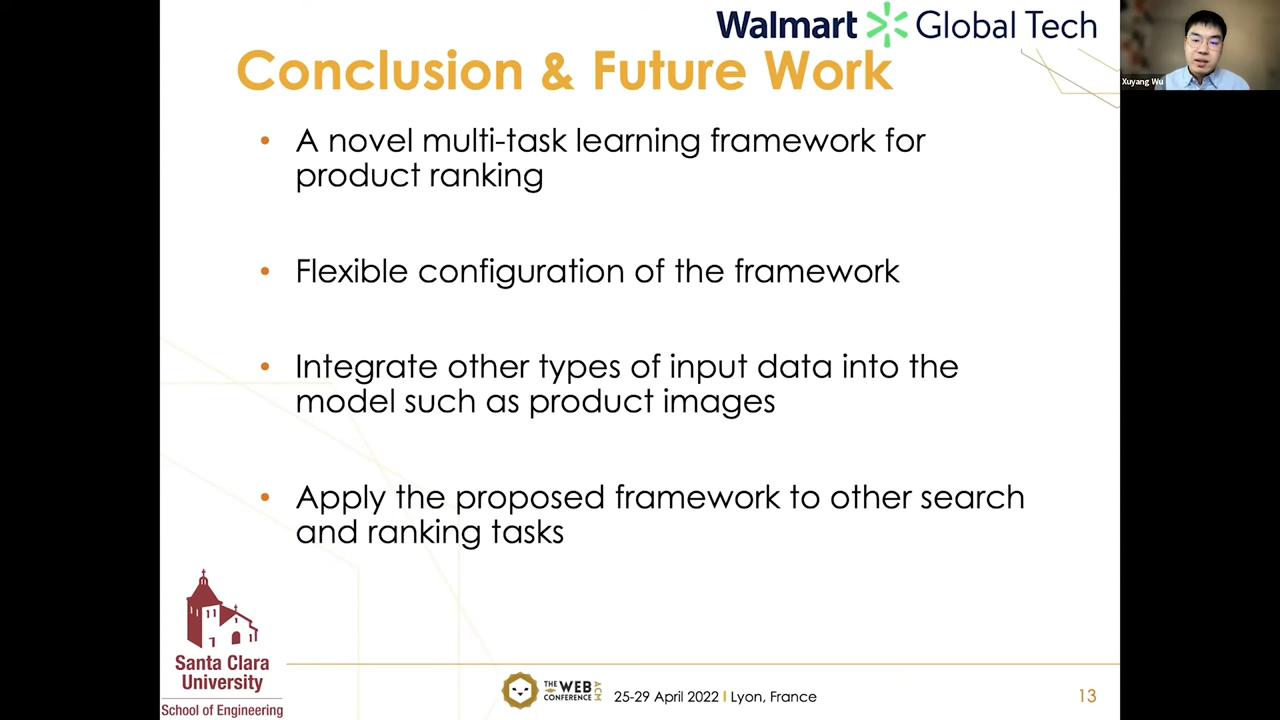 Walmart Global Tech
Conclusion & Future Work
Xuyang Wu
• A novel multi-task learning framework for
product ranking
• Flexible configuration of the framework
• Integrate other types of input data into the
model such as product images
• Apply the proposed framework to other search
and ranking tasks
Santa Clara
University
School of Engineering
THE WEB CONFERENCE ACM
25-29 April 2022 I Lyon, France
13